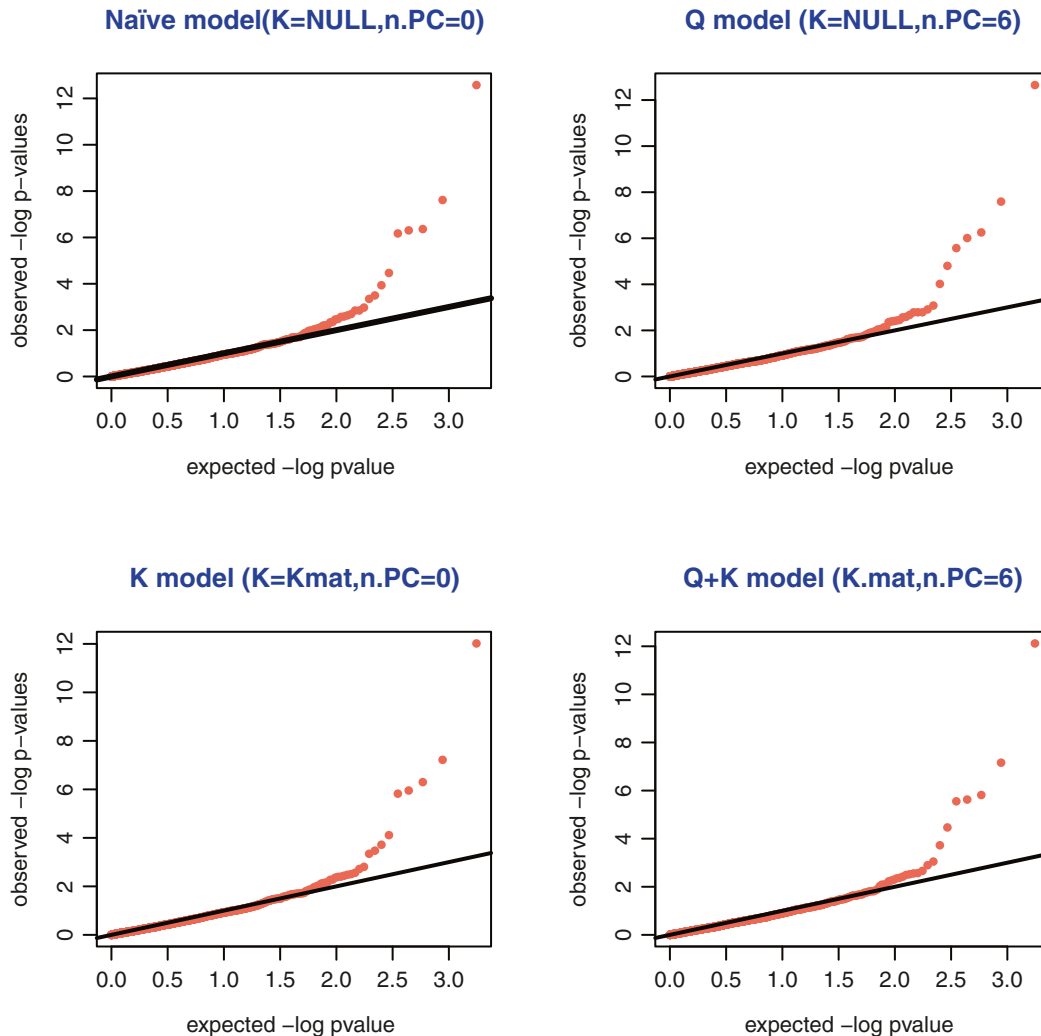 Naïve model(K=NULL,n.PC=0)
Q model (K=NULL,n.PC=6)
observed –log p–values
0 2 4 6 8 10 12
0.0 0.5 1.0 1.5 2.0 2.5 3.0
expected –log pvalue
observed –log p–values
0 2 4 6 8 10 12
0.0 0.5 1.0 1.5 2.0 2.5 3.0
expected –log pvalue
K model (K=Kmat,n.PC=0)
Q+K model (K.mat,n.PC=6)
observed –log p–values
0 2 4 6 8 10 12
0.0 0.5 1.0 1.5 2.0 2.5 3.0
expected –log pvalue
observed –log p–values
0 2 4 6 8 10 12
0.0 0.5 1.0 1.5 2.0 2.5 3.0
expected –log pvalue